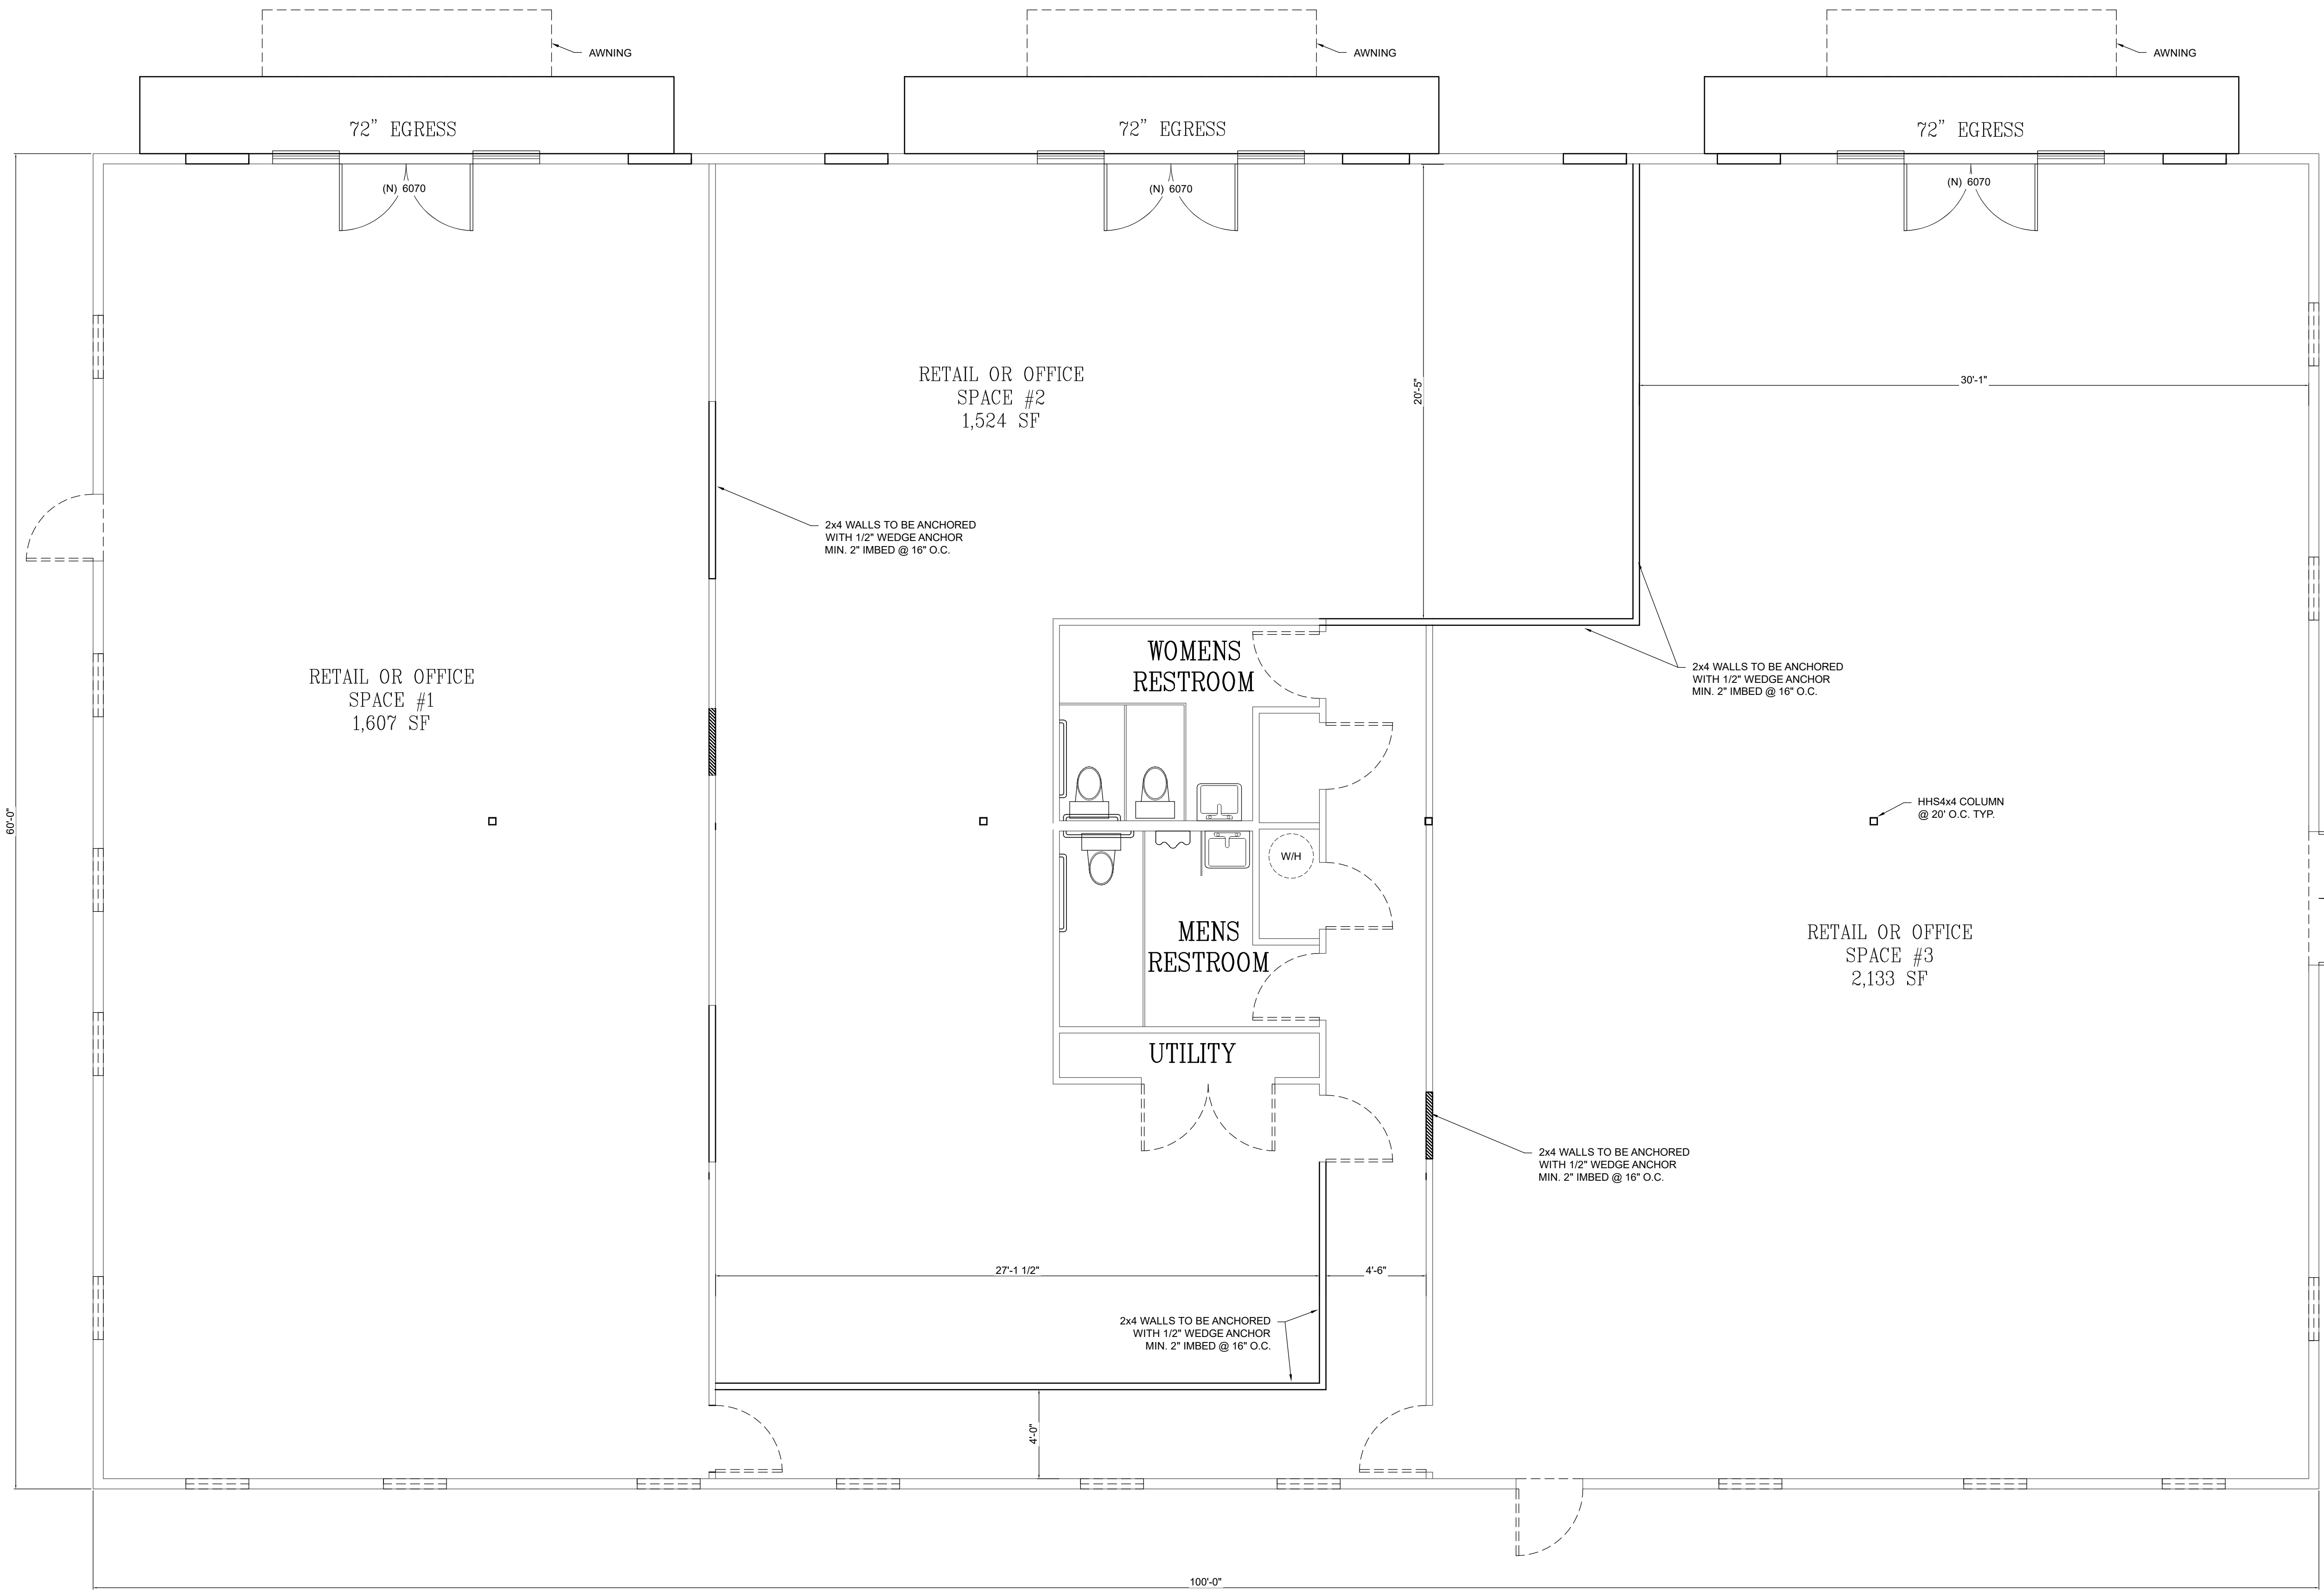 AWNING
AWNING
AWNING
72" EGRESS
72" EGRESS
72" EGRESS
(N) 6070
(N) 6070
(N) 6070
RETAIL OR OFFICE
SPACE #2
1,524 SF
20'-5"
30'-1"
2x4 WALLS TO BE ANCHORED
WITH 1/2" WEDGE ANCHOR
MIN. 2" IMBED @ 16" O.C.
RETAIL OR OFFICE
SPACE #1
1,607 SF
WOMENS
RESTROOM
2x4 WALLS TO BE ANCHORED
WITH 1/2" WEDGE ANCHOR
MIN. 2" IMBED @ 16" O.C.
60'-0"
HHS4x4 COLUMN
@ 20' O.C. TYP.
W/H
MENS
RESTROOM
RETAIL OR OFFICE
SPACE #3
2,133 SF
UTILITY
2x4 WALLS TO BE ANCHORED
WITH 1/2" WEDGE ANCHOR
MIN. 2" IMBED @ 16" O.C.
27'-1 1/2"
4'-6"
2x4 WALLS TO BE ANCHORED
WITH 1/2" WEDGE ANCHOR
MIN. 2" IMBED @ 16" O.C.
4'-0"
100'-0"